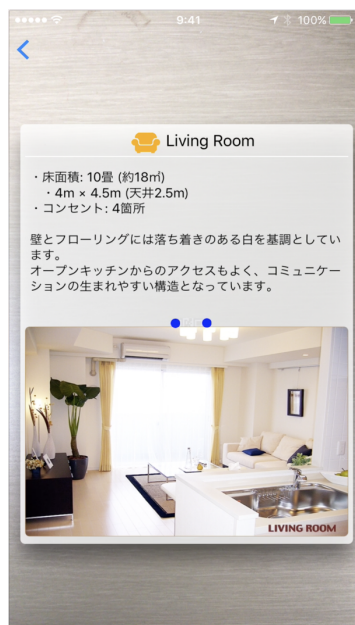 9:41
100%
Living Room
・床面積: 10畳 (約18㎡)
・4m × 4.5m (天井2.5m)
・コンセント: 4箇所
壁とフローリングには落ち着きのある白を基調としてい
ます。
オープンキッチンからのアクセスもよく、コミュニケー
ションの生まれやすい構造となっています。
LIVING ROOM